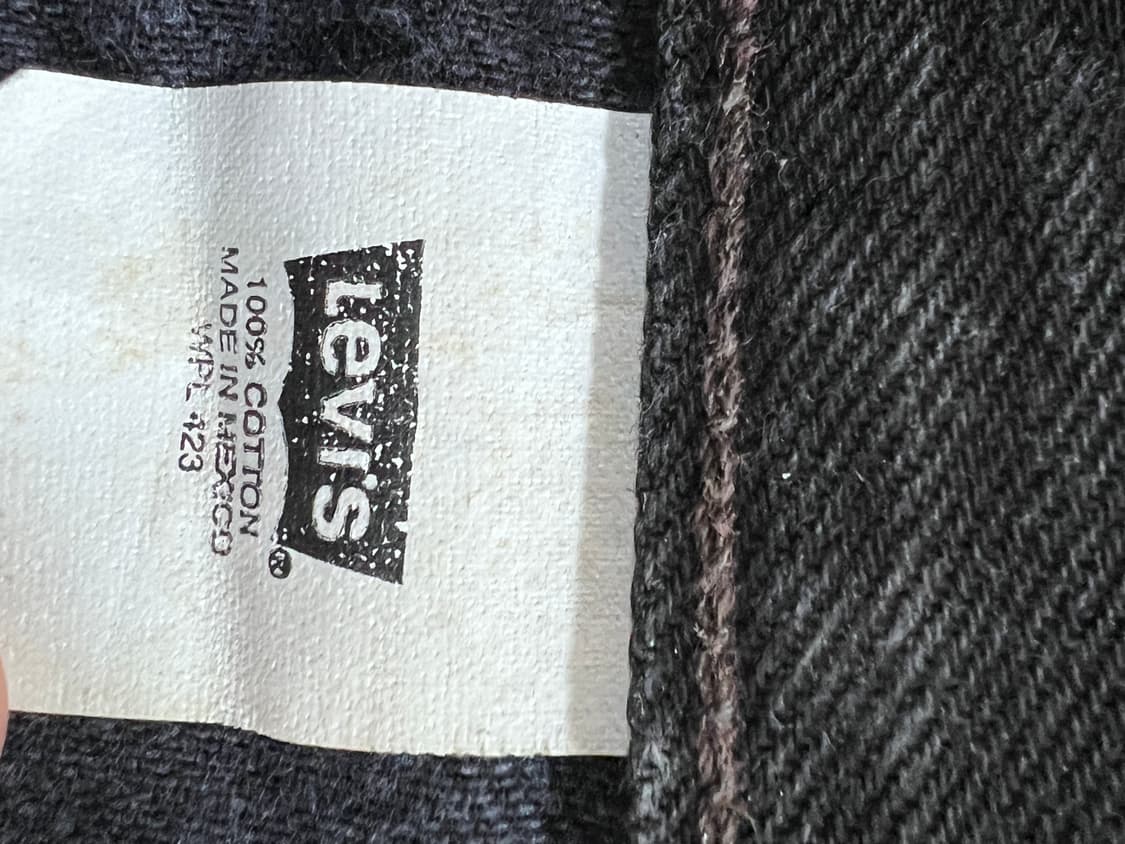 Levi's®
100% COTTON
MADE IN MEXICO
WPL 423